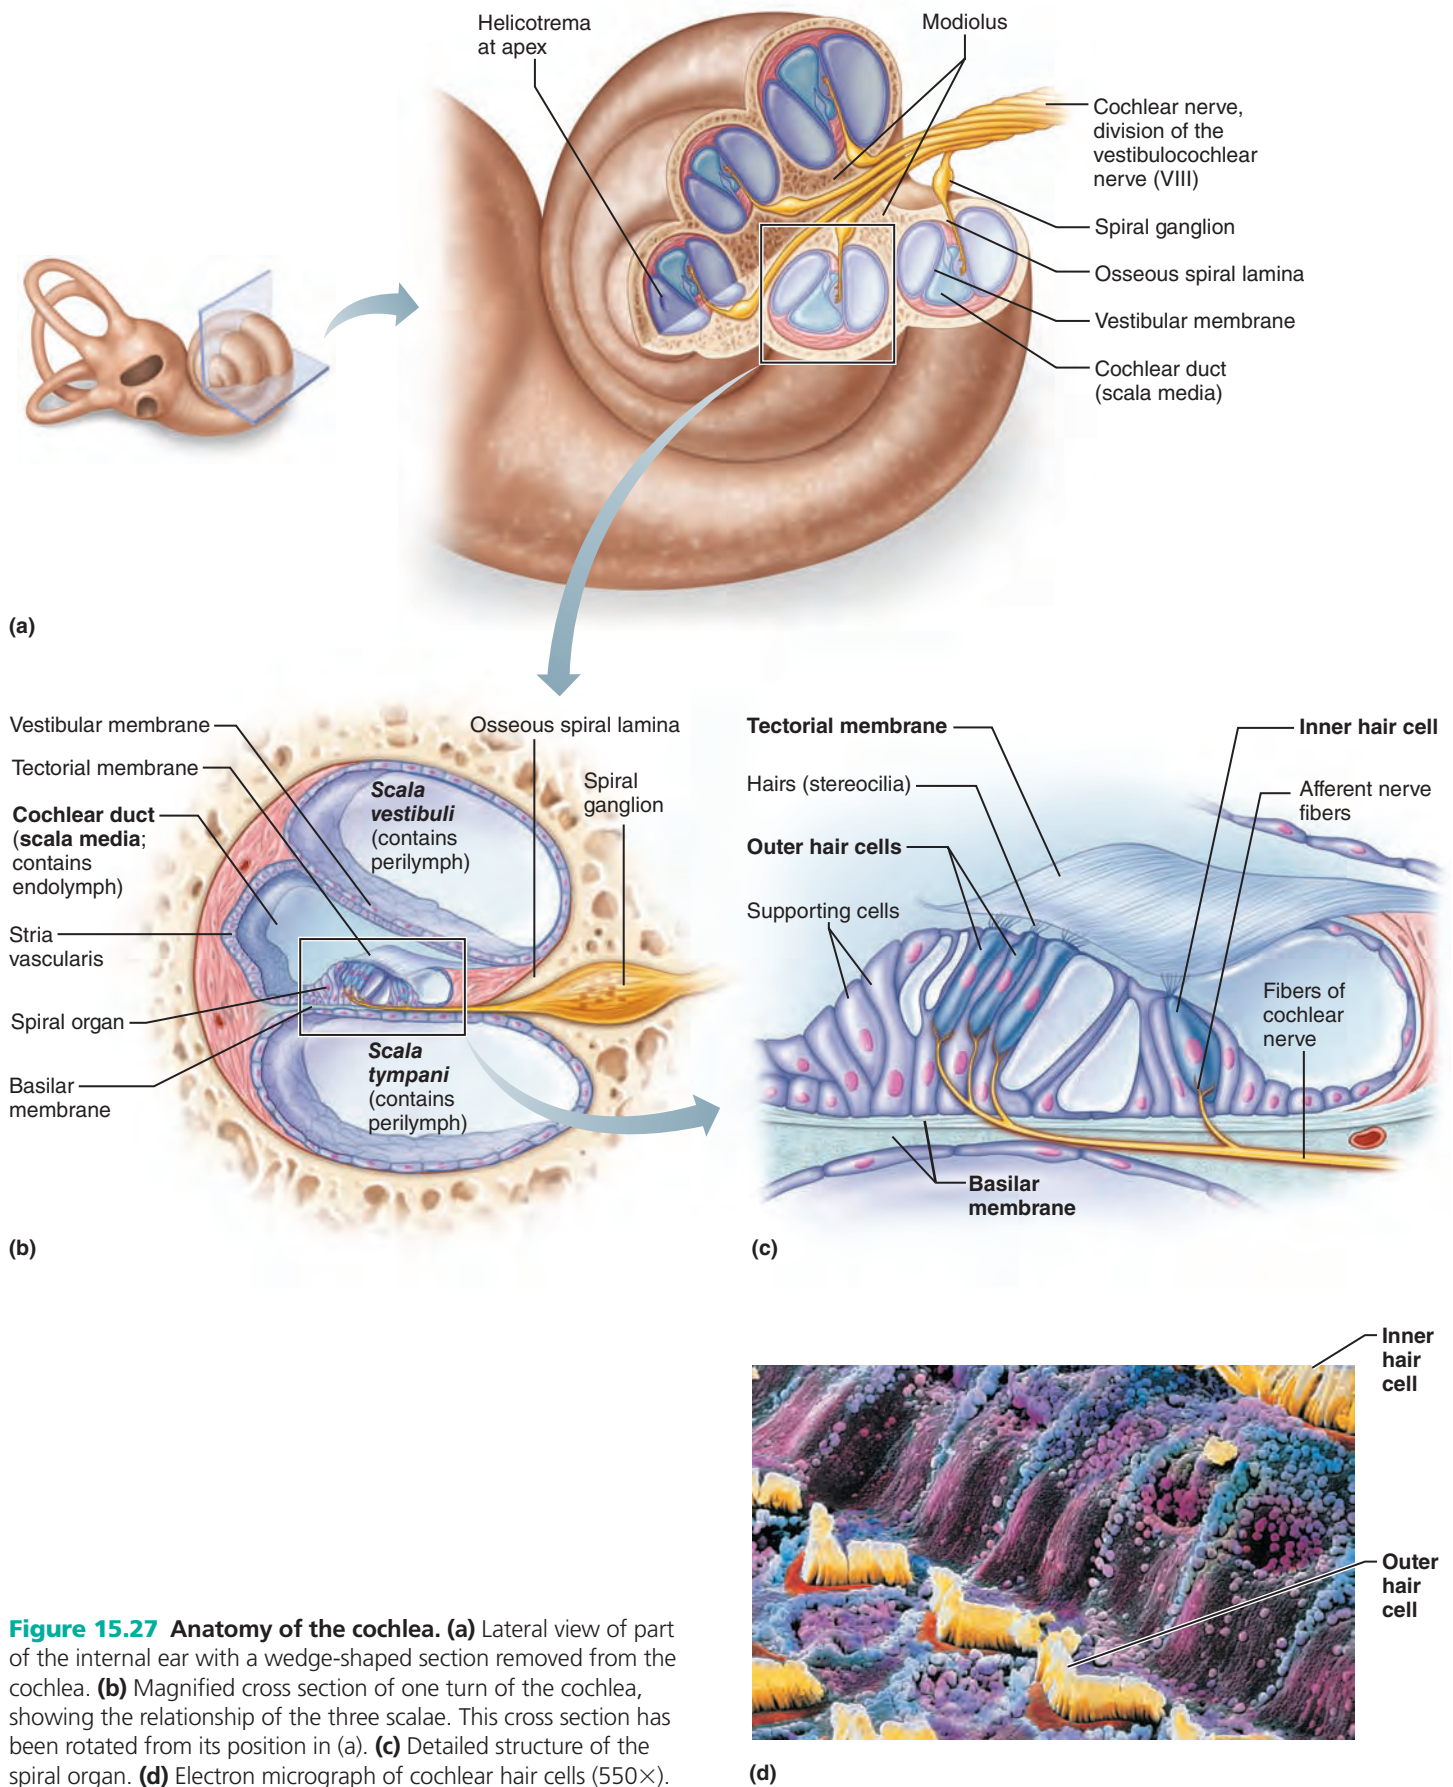 Helicotrema
at apex
Modiolus
Cochlear nerve,
division of the
vestibulocochlear
nerve (VIII)
Spiral ganglion
Osseous spiral lamina
Vestibular membrane
Cochlear duct
(scala media)
(a)
Vestibular membrane
Tectorial membrane
Cochlear duct
(scala media;
contains
endolymph)
Stria
vascularis
Spiral organ
Basilar
membrane
Scala
vestibuli
(contains
perilymph)
Scala
tympani
(contains
perilymph)
Osseous spiral lamina
Spiral
ganglion
(b)
Tectorial membrane
Hairs (stereocilia)
Outer hair cells
Supporting cells
Inner hair cell
Afferent nerve
fibers
Fibers of
cochlear
nerve
Basilar
membrane
(c)
Inner
hair
cell
Outer
hair
cell
(d)
Figure 15.27 Anatomy of the cochlea. (a) Lateral view of part
of the internal ear with a wedge-shaped section removed from the
cochlea. (b) Magnified cross section of one turn of the cochlea,
showing the relationship of the three scalae. This cross section has
been rotated from its position in (a). (c) Detailed structure of the
spiral organ. (d) Electron micrograph of cochlear hair cells (550×).